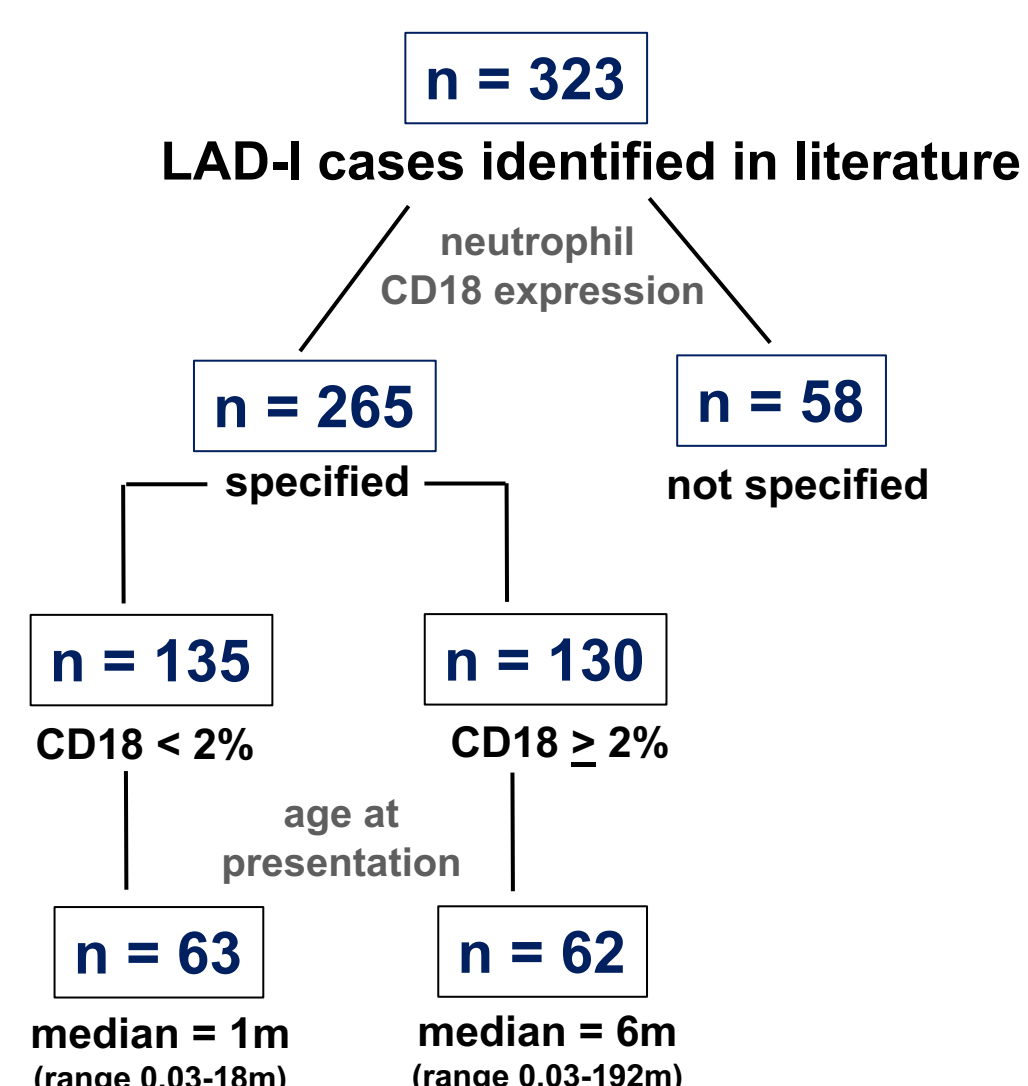 n = 323
LAD-I cases identified in literature
neutrophil
CD18 expression
n = 265
n = 58
specified
not specified
n = 135
n = 130
CD18 < 2%
CD18 ≥ 2%
age at
presentation
n = 63
n = 62
median = 1m
median = 6m
(range 0.03-18m)
(range 0.03-192m)